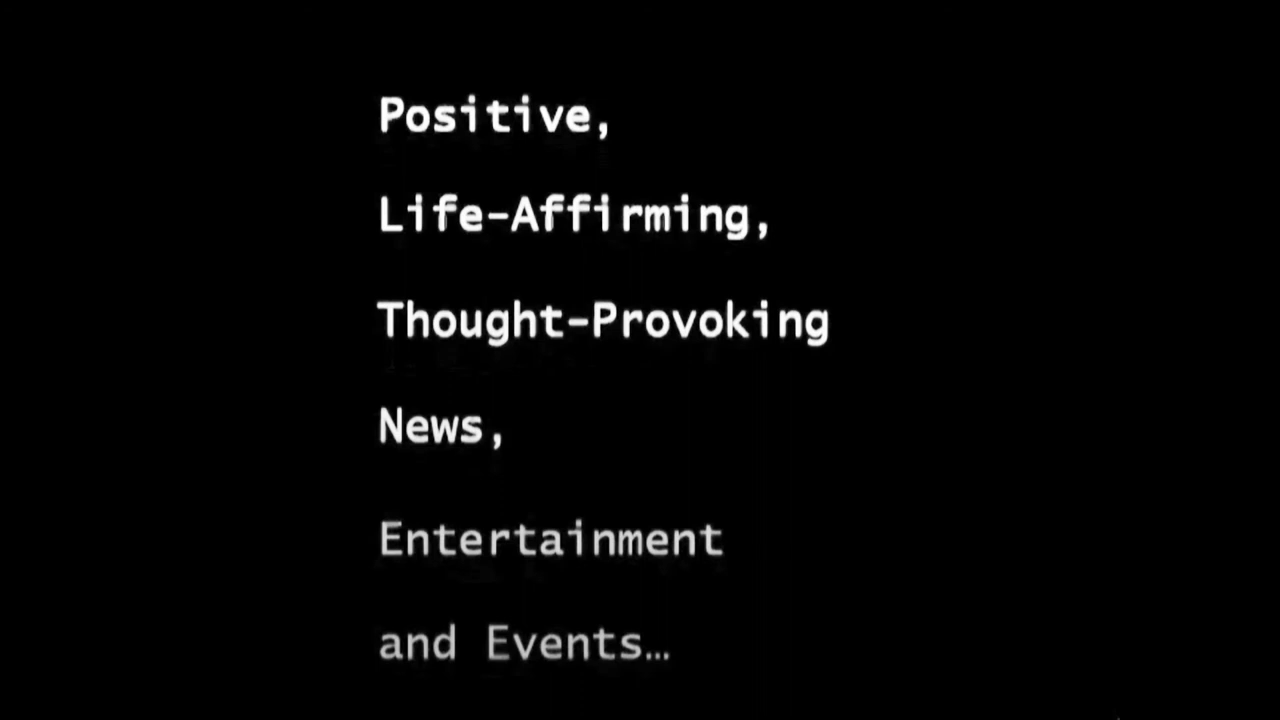 Positive,
Life-Affirming,
Thought-Provoking
News,
Entertainment
and Events…